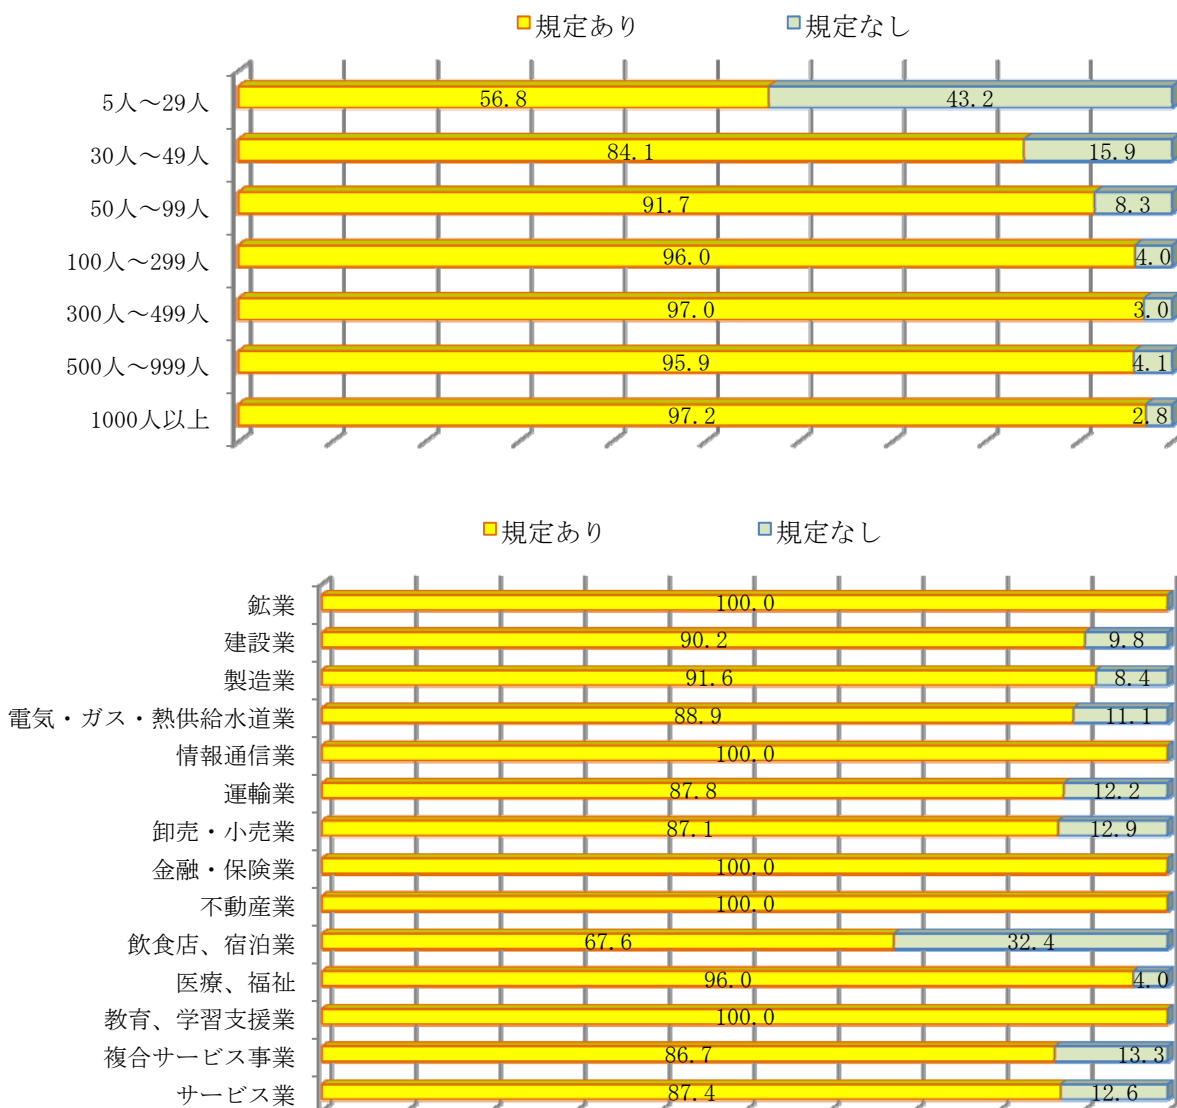 規定あり 規定なし
5人～29人 56.8 43.2
30人～49人 84.1 15.9
50人～99人 91.7 8.3
100人～299人 96.0 4.0
300人～499人 97.0 3.0
500人～999人 95.9 4.1
1000人以上 97.2 2.8
規定あり 規定なし
鉱業 100.0
建設業 90.2 9.8
製造業 91.6 8.4
電気・ガス・熱供給水道業 88.9 11.1
情報通信業 100.0
運輸業 87.8 12.2
卸売・小売業 87.1 12.9
金融・保険業 100.0
不動産業 100.0
飲食店、宿泊業 67.6 32.4
医療、福祉 96.0 4.0
教育、学習支援業 100.0
複合サービス事業 86.7 13.3
サービス業 87.4 12.6